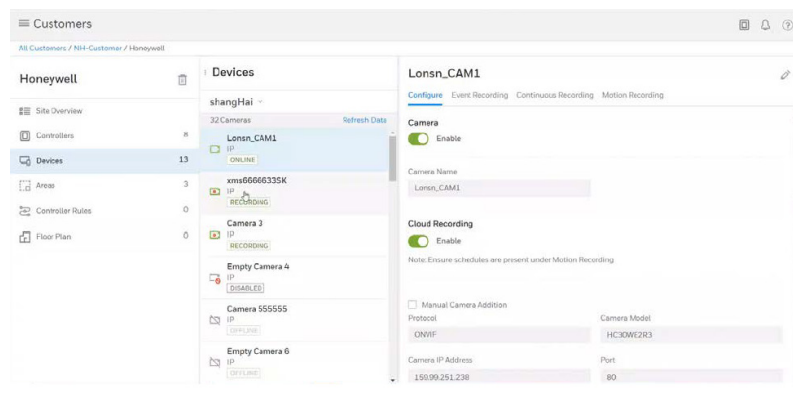 Customers
All Customers / NH-Customer / Honeywell
Honeywell
Site Overview
Controllers 8
Devices 13
Areas 3
Controller Rules 0
Floor Plan 0
Devices
shangHai
32 Cameras Refresh Data
Lonsn_CAM1
IP
ONLINE
xms6666633SK
IP
RECORDING
Camera 3
IP
RECORDING
Empty Camera 4
IP
DISABLED
Camera 555555
IP
OFFLINE
Empty Camera 6
IP
OFFLINE
Lonsn_CAM1
Configure Event Recording Continuous Recording Motion Recording
Camera
Enable
Camera Name
Lonsn_CAM1
Cloud Recording
Enable
Note: Ensure schedules are present under Motion Recording
Manual Camera Addition
Protocol Camera Model
ONVIF HC30WE2R3
Camera IP Address Port
159.99.251.238 80